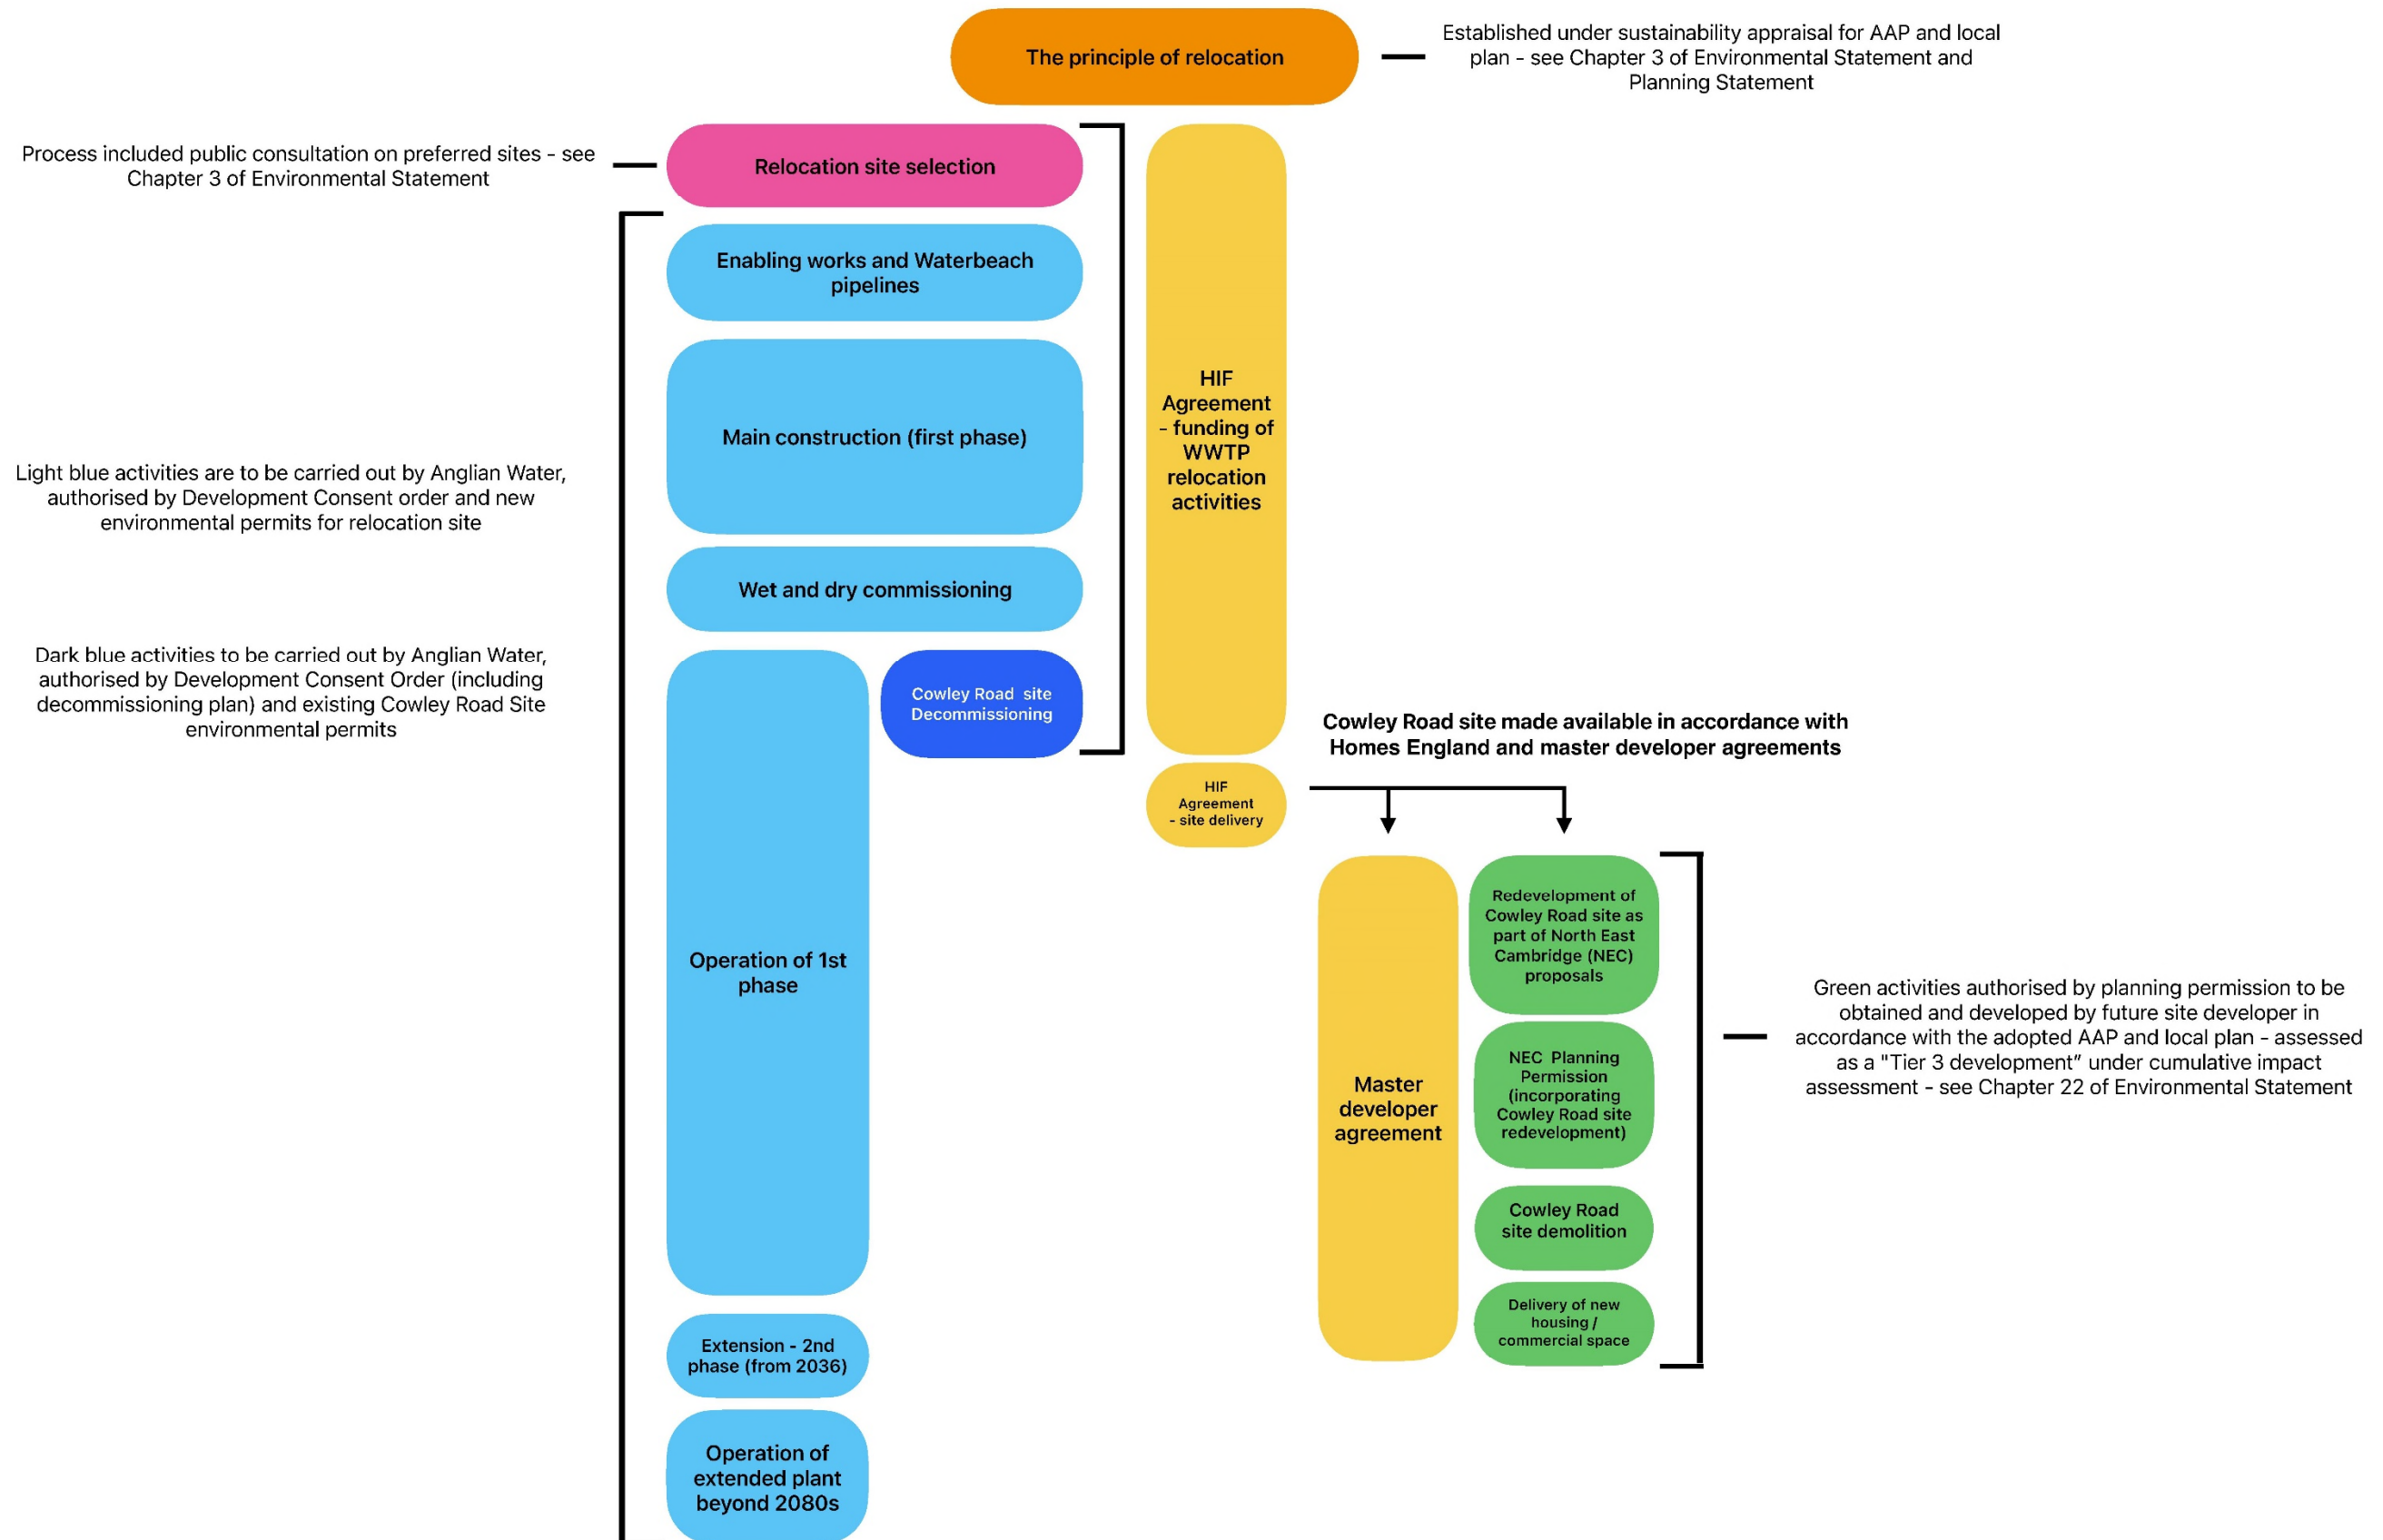 The principle of relocation
Established under sustainability appraisal for AAP and local
plan - see Chapter 3 of Environmental Statement and
Planning Statement
Process included public consultation on preferred sites - see
Chapter 3 of Environmental Statement
Relocation site selection
Enabling works and Waterbeach
pipelines
Main construction (first phase)
Light blue activities are to be carried out by Anglian Water,
authorised by Development Consent order and new
environmental permits for relocation site
HIF
Agreement
- funding of
WWTP
relocation
activities
Wet and dry commissioning
Dark blue activities to be carried out by Anglian Water,
authorised by Development Consent Order (including
decommissioning plan) and existing Cowley Road Site
environmental permits
Cowley Road site
Decommissioning
Cowley Road site made available in accordance with
Homes England and master developer agreements
HIF
Agreement
- site delivery
Operation of 1st
phase
Master
developer
agreement
Redevelopment of
Cowley Road site as
part of North East
Cambridge (NEC)
proposals
NEC Planning
Permission
(incorporating
Cowley Road site
redevelopment)
Cowley Road
site demolition
Delivery of new
housing /
commercial space
Green activities authorised by planning permission to be
obtained and developed by future site developer in
accordance with the adopted AAP and local plan - assessed
as a "Tier 3 development” under cumulative impact
assessment - see Chapter 22 of Environmental Statement
Extension - 2nd
phase (from 2036)
Operation of
extended plant
beyond 2080s